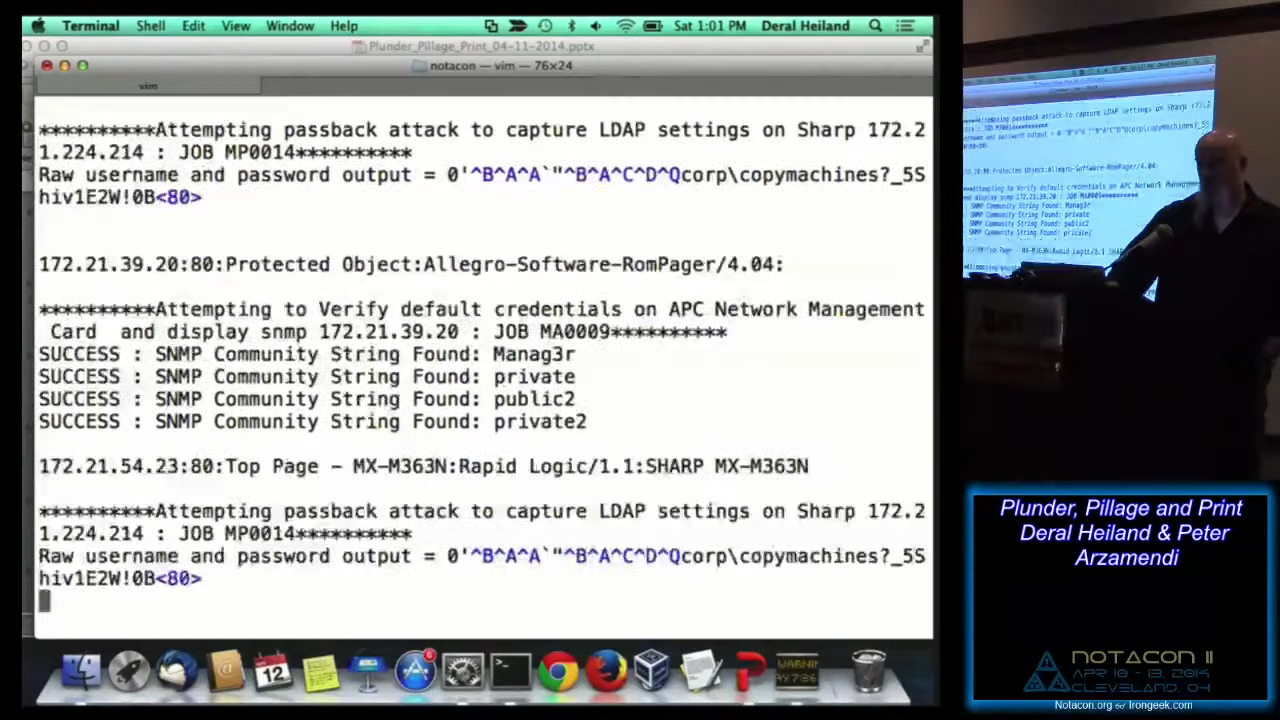 Terminal Shell Edit View Window Help Sat 1:01 PM Deral Heiland
Plunder_Pillage_Print_04-11-2014.pptx
notacon — vim — 76×24
vim
**********Attempting passback attack to capture LDAP settings on Sharp 172.2
1.224.214 : JOB MP0014**********
Raw username and password output = 0'^B^A^A`"^B^A^C^D^Qcorp\copymachines?_5S
hiv1E2W!0B<80>
172.21.39.20:80:Protected Object:Allegro-Software-RomPager/4.04:
**********Attempting to Verify default credentials on APC Network Management
Card  and display snmp 172.21.39.20 : JOB MA0009**********
SUCCESS : SNMP Community String Found: Manag3r
SUCCESS : SNMP Community String Found: private
SUCCESS : SNMP Community String Found: public2
SUCCESS : SNMP Community String Found: private2
172.21.54.23:80:Top Page - MX-M363N:Rapid Logic/1.1:SHARP MX-M363N
**********Attempting passback attack to capture LDAP settings on Sharp 172.2
1.224.214 : JOB MP0014**********
Raw username and password output = 0'^B^A^A`"^B^A^C^D^Qcorp\copymachines?_5S
hiv1E2W!0B<80>
Plunder, Pillage and Print
Deral Heiland & Peter
Arzamendi
NOTACON 11
APR 10 - 13, 2014
CLEVELAND, OH
Notacon.org or Irongeek.com